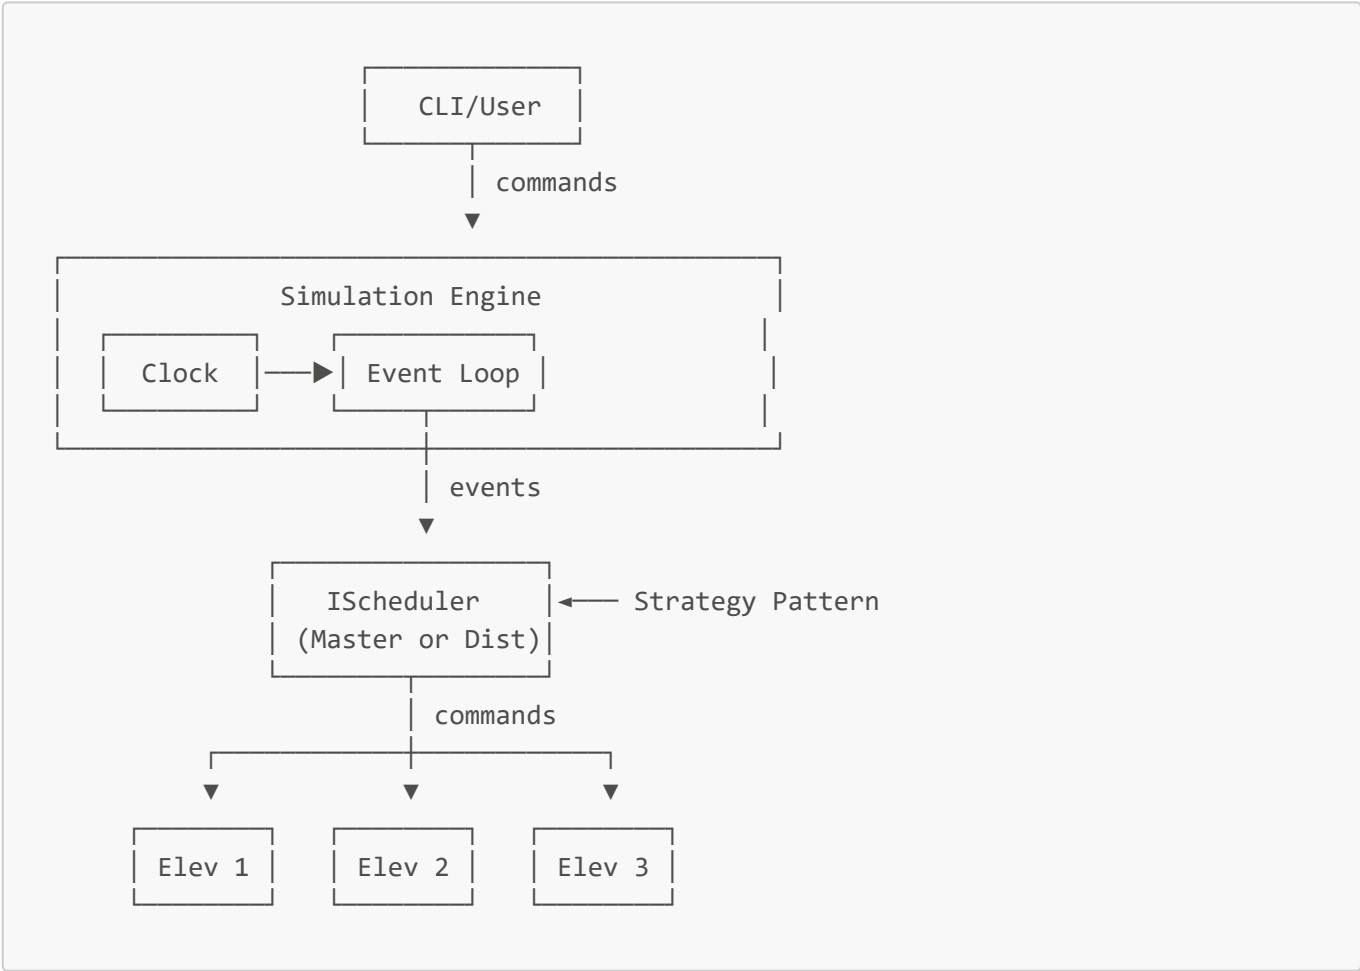 CLI/User
commands
Simulation Engine
Clock Event Loop
events
IScheduler Strategy Pattern
(Master or Dist)
commands
Elev 1 Elev 2 Elev 3